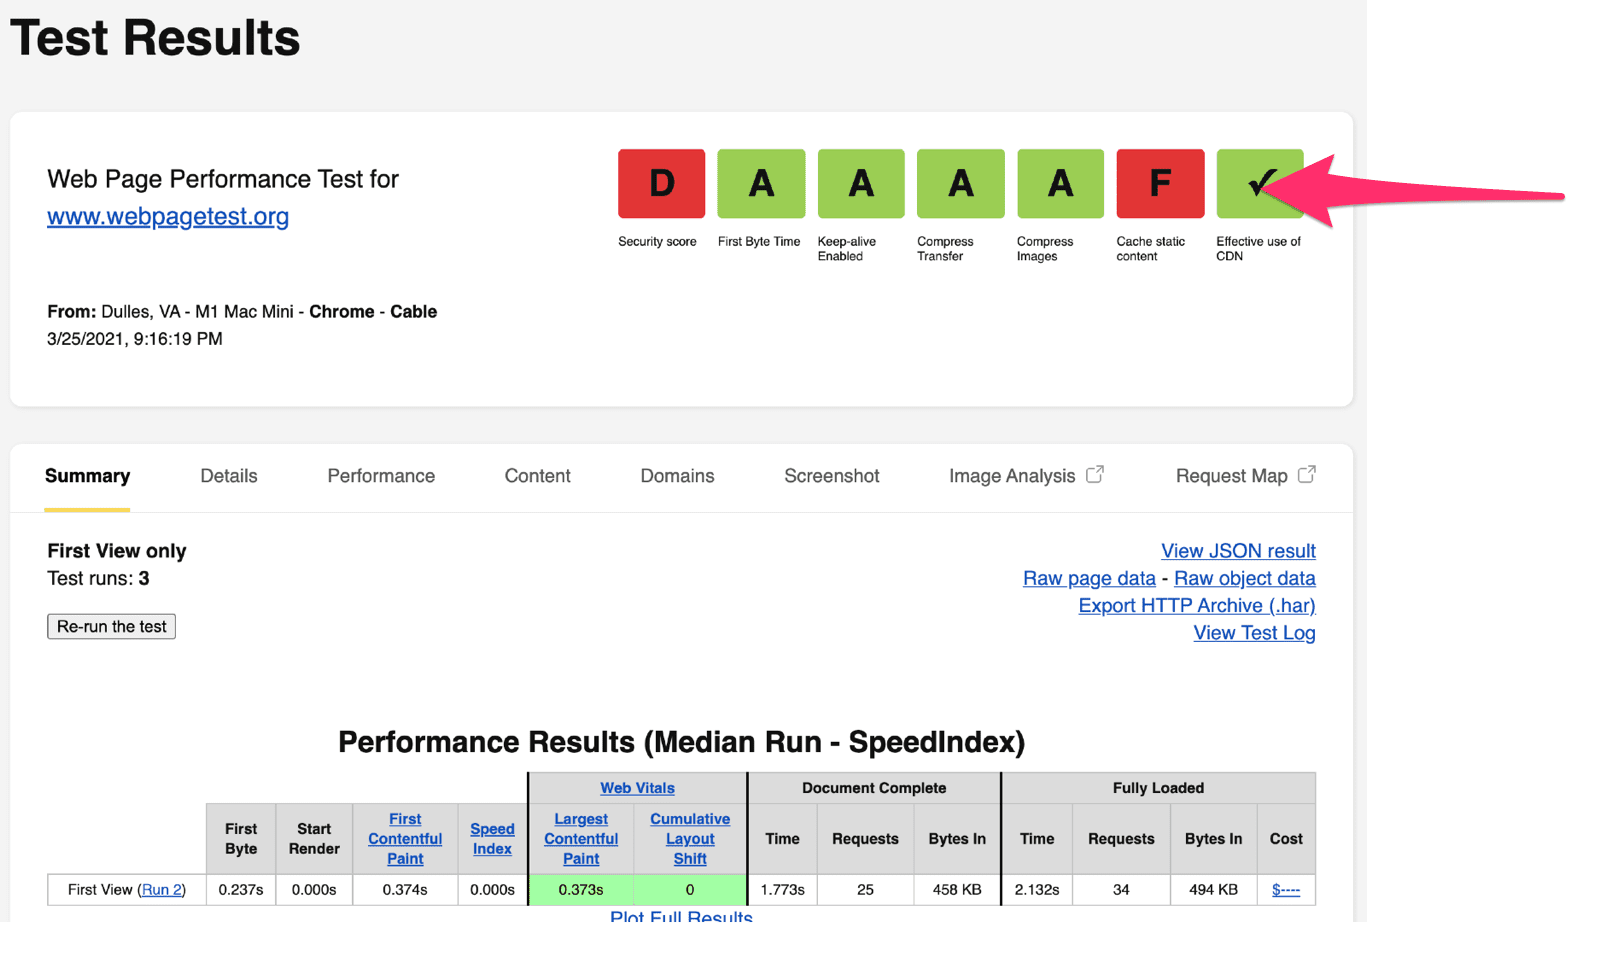 Test Results
Web Page Performance Test for
www.webpagetest.org
From: Dulles, VA - M1 Mac Mini - Chrome - Cable
3/25/2021, 9:16:19 PM
D A A A A F ✓
Security score First Byte Time Keep-alive Enabled Compress Transfer Compress Images Cache static content Effective use of CDN
Summary Details Performance Content Domains Screenshot Image Analysis Request Map
First View only
Test runs: 3
Re-run the test
View JSON result
Raw page data - Raw object data
Export HTTP Archive (.har)
View Test Log
Performance Results (Median Run - SpeedIndex)
Web Vitals Document Complete Fully Loaded
First Byte Start Render First Contentful Paint Speed Index Largest Contentful Paint Cumulative Layout Shift Time Requests Bytes In Time Requests Bytes In Cost
First View (Run 2) 0.237s 0.000s 0.374s 0.000s 0.373s 0 1.773s 25 458 KB 2.132s 34 494 KB $----
Plot Full Results